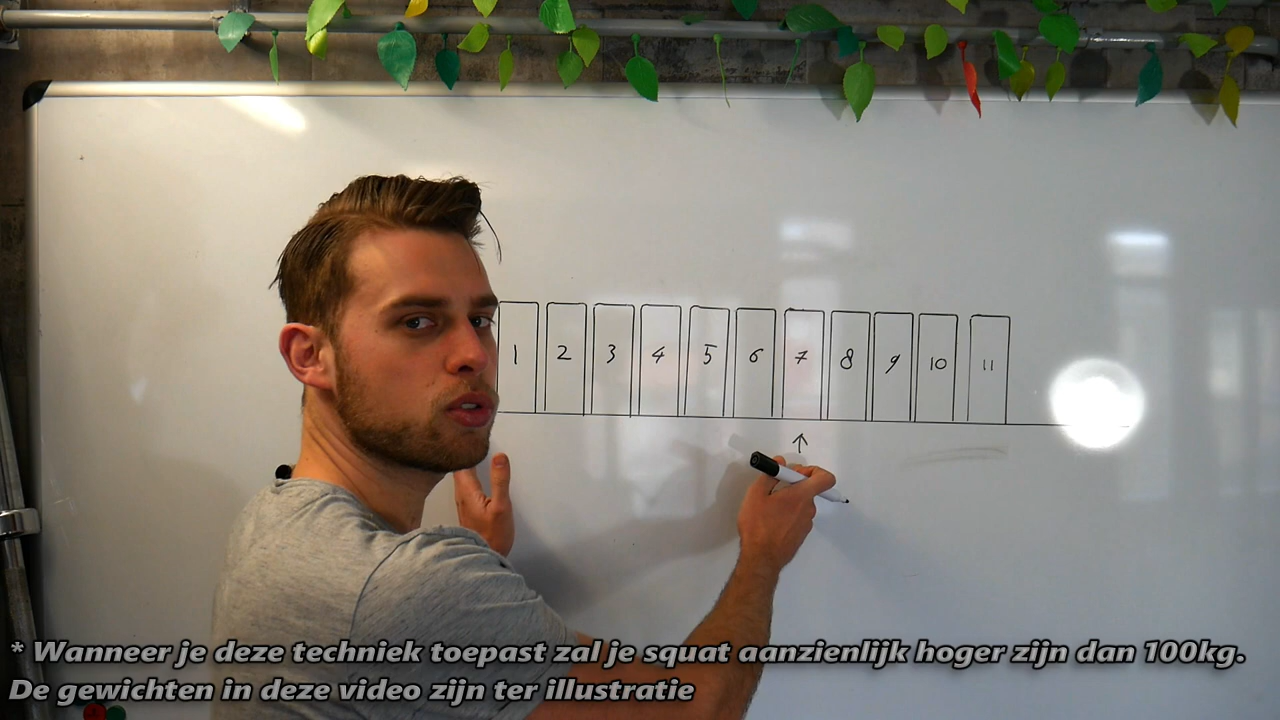 1 2 3 4 5 6 7 8 9 10 11
* Wanneer je deze techniek toepast zal je squat aanzienlijk hoger zijn dan 100kg.
De gewichten in deze video zijn ter illustratie